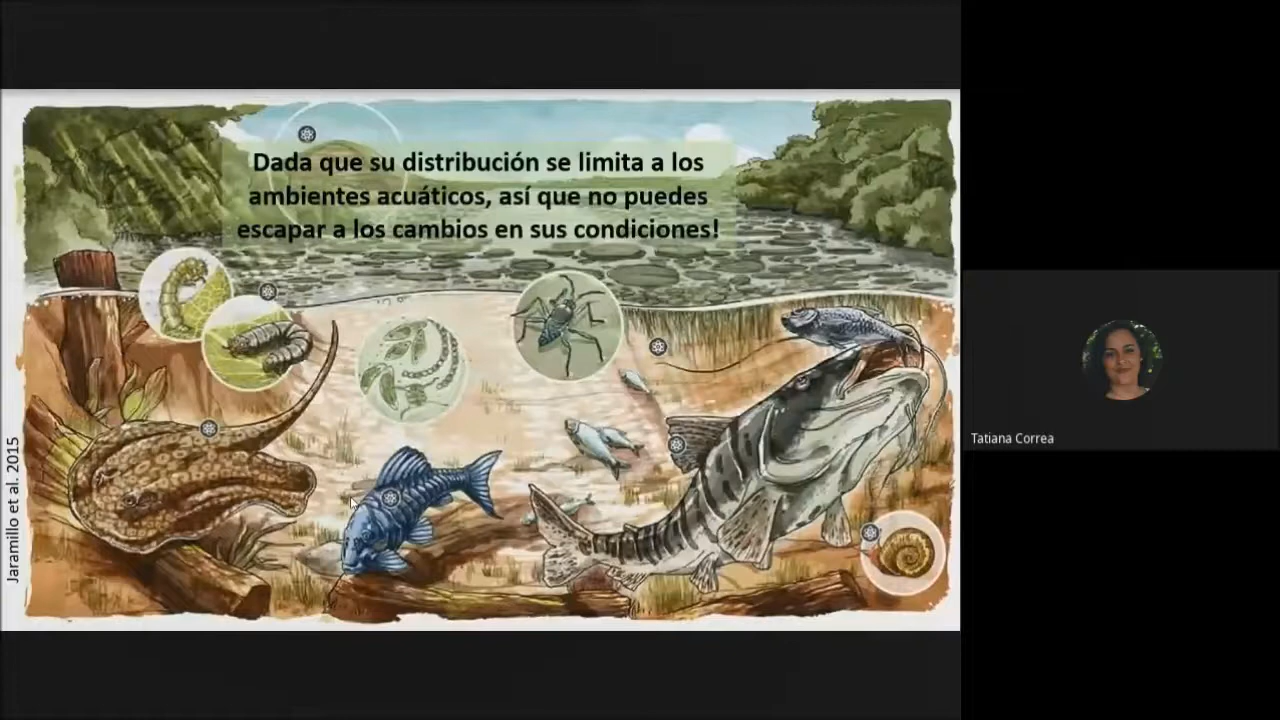 Dada que su distribución se limita a los
ambientes acuáticos, así que no puedes
escapar a los cambios en sus condiciones!
Jaramillo et al. 2015
Tatiana Correa